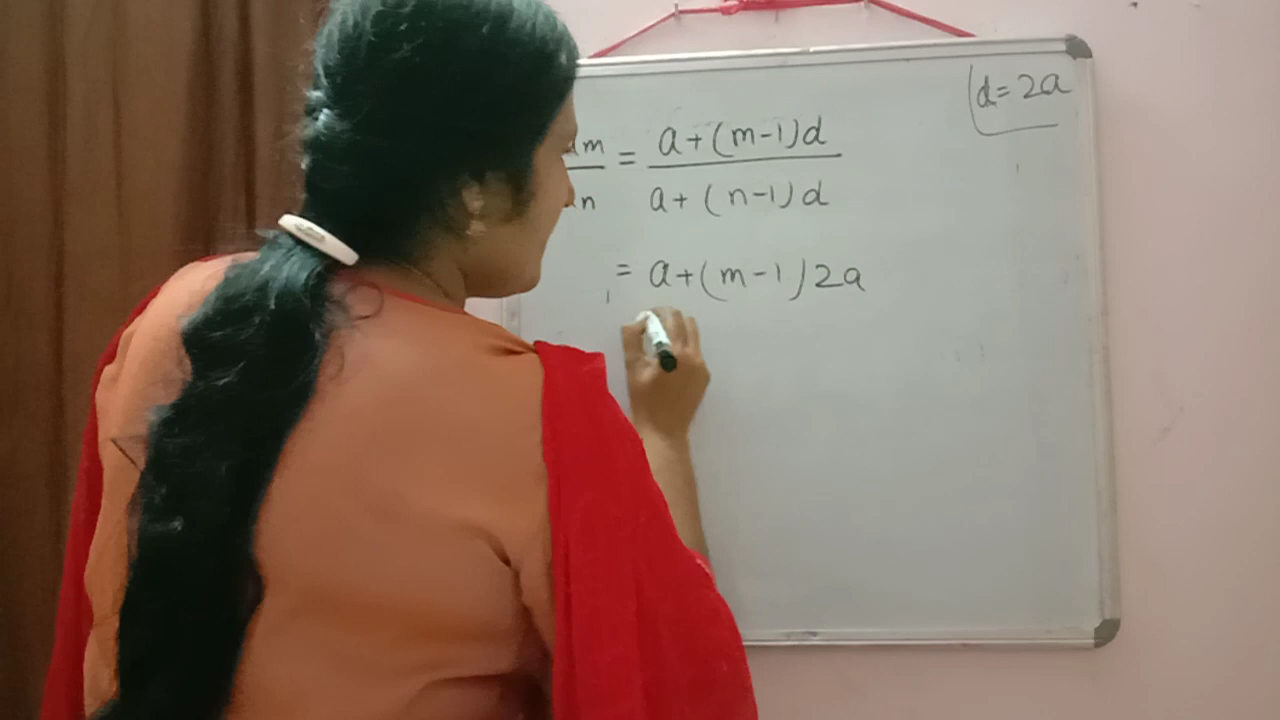 d = 2a
m = a + (m-1)d
n a + (n-1)d
= a + (m-1)2a